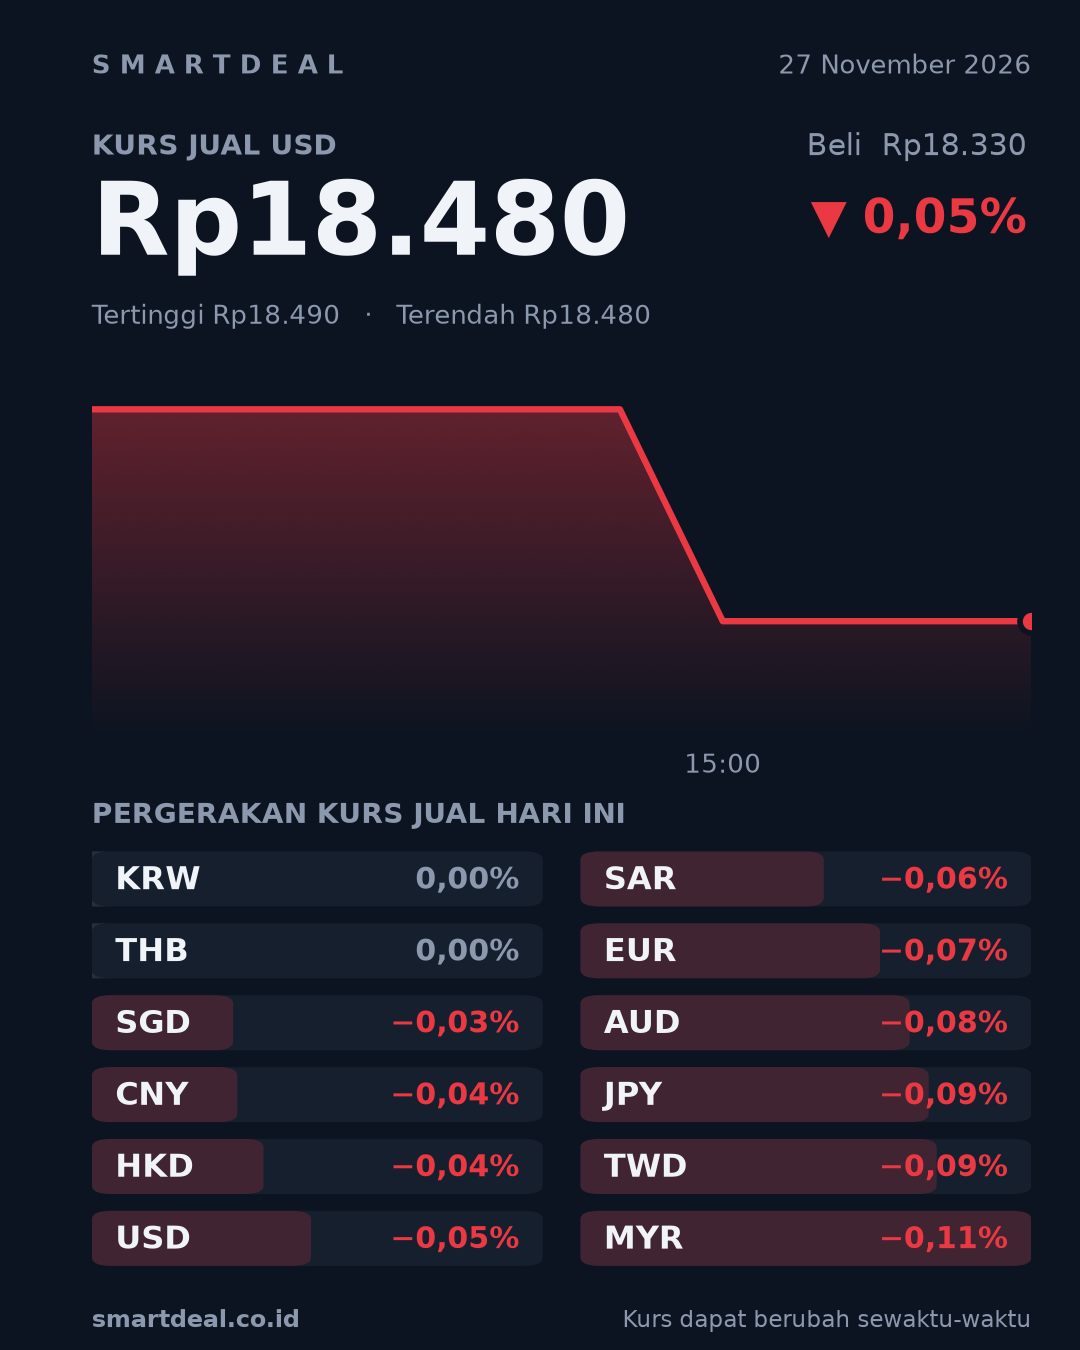 SMARTDEAL
27 November 2026
KURS JUAL USD
Beli Rp18.330
Rp18.480
▼ 0,05%
Tertinggi Rp18.490 · Terendah Rp18.480
15:00
PERGERAKAN KURS JUAL HARI INI
KRW 0,00%
THB 0,00%
SGD −0,03%
CNY −0,04%
HKD −0,04%
USD −0,05%
SAR −0,06%
EUR −0,07%
AUD −0,08%
JPY −0,09%
TWD −0,09%
MYR −0,11%
smartdeal.co.id
Kurs dapat berubah sewaktu-waktu